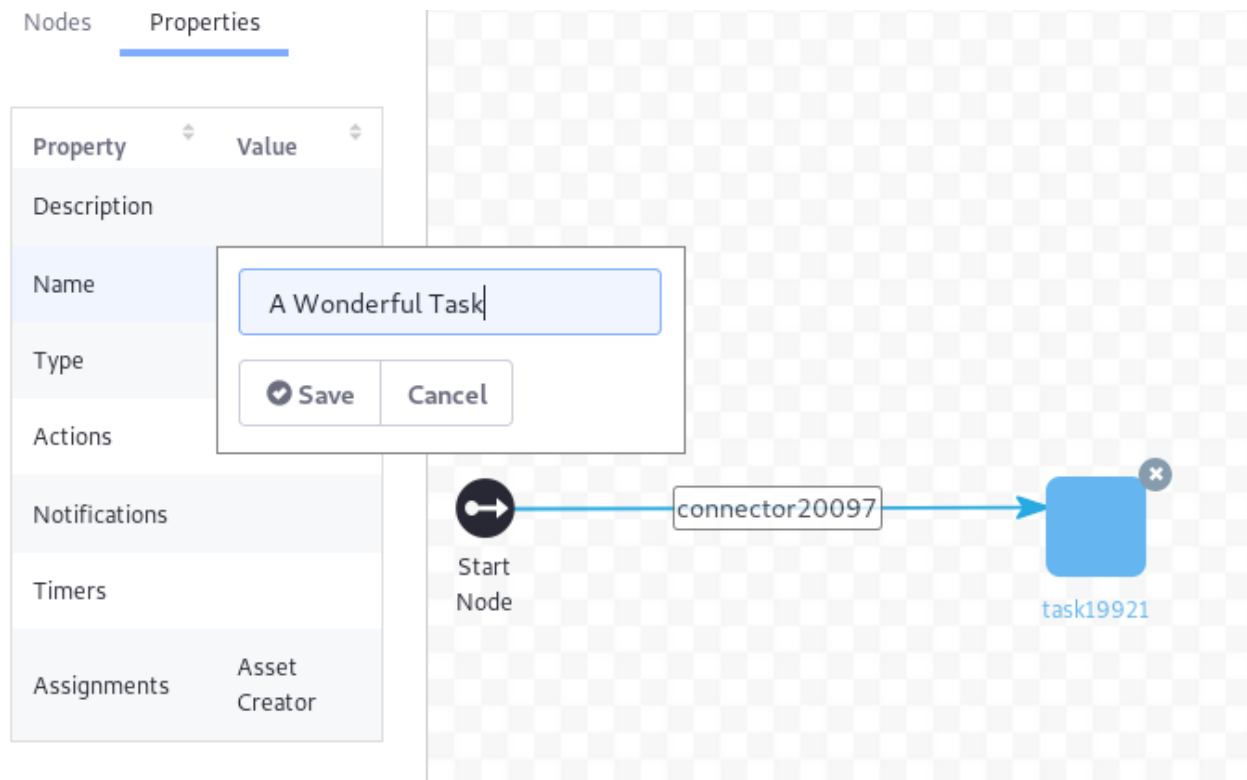 Nodes Properties
Property Value
Description
Name
A Wonderful Task
Type
Save Cancel
Actions
Notifications
Timers
Assignments Asset
Creator
connector20097
Start
Node
task19921